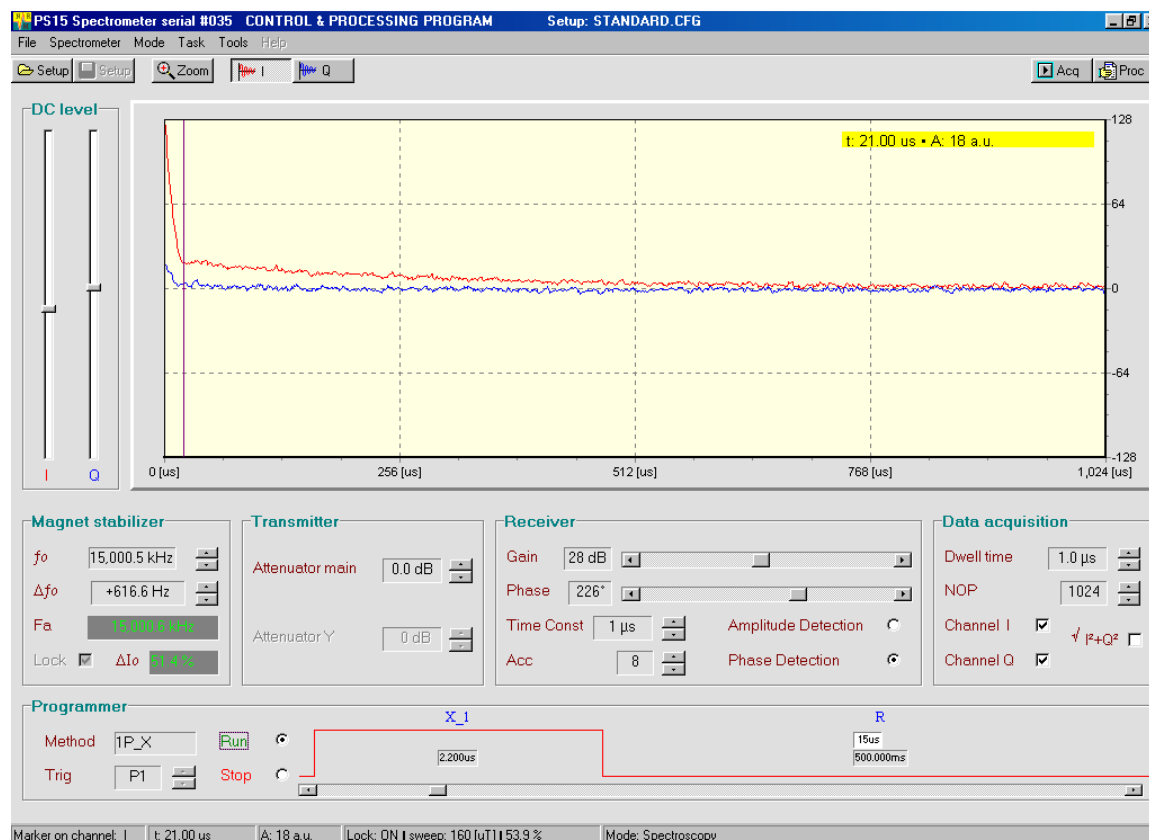 PS15 Spectrometer serial #035 CONTROL & PROCESSING PROGRAM Setup: STANDARD.CFG
File Spectrometer Mode Task Tools Help
Setup Setup Zoom I Q Acq Proc
DC level
I Q
t: 21.00 us • A: 18 a.u.
128
64
0
-64
-128
0 [us] 256 [us] 512 [us] 768 [us] 1,024 [us]
Magnet stabilizer
fo 15,000.5 kHz
Δfo +616.6 Hz
Fa 15,000.6 kHz
Lock ΔIo 51.4 %
Transmitter
Attenuator main 0.0 dB
Attenuator Y 0 dB
Receiver
Gain 28 dB
Phase 226°
Time Const 1 µs Amplitude Detection
Acc 8 Phase Detection
Data acquisition
Dwell time 1.0 µs
NOP 1024
Channel I √ I²+Q²
Channel Q
Programmer
Method 1P_X Run
Trig P1 Stop
X_1 R
2.200us
15us
500.000ms
Marker on channel: I t: 21.00 us A: 18 a.u. Lock: ON | sweep: 160 [uT] | 53.9 % Mode: Spectroscopy